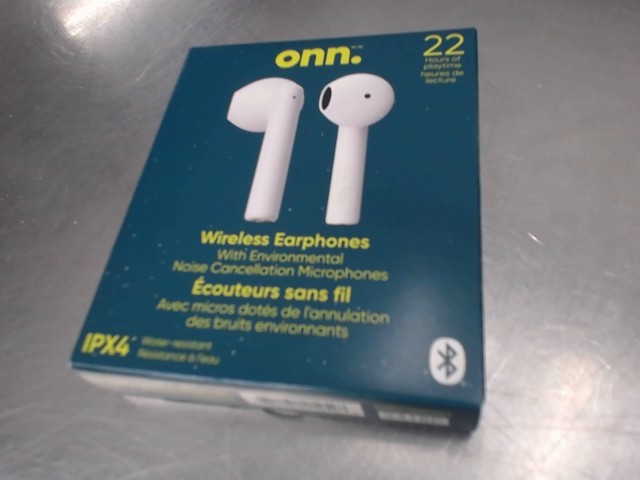 onn.
22
Hours of
playtime
heures de
lecture
Wireless Earphones
With Environmental
Noise Cancellation Microphones
Écouteurs sans fil
Avec micros dotés de l'annulation
des bruits environnants
IPX4
Water-resistant
Résistance à l'eau